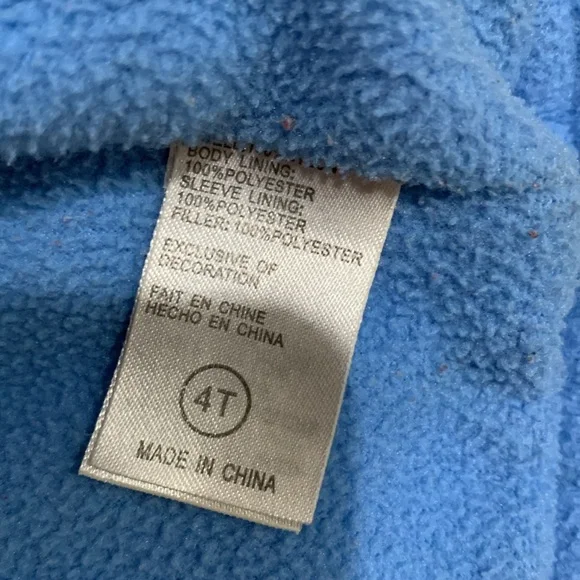 BODY LINING:
100%POLYESTER
SLEEVE LINING:
100%POLYESTER
FILLER: 100%POLYESTER
EXCLUSIVE OF
DECORATION
FAIT EN CHINE
HECHO EN CHINA
4T
MADE IN CHINA